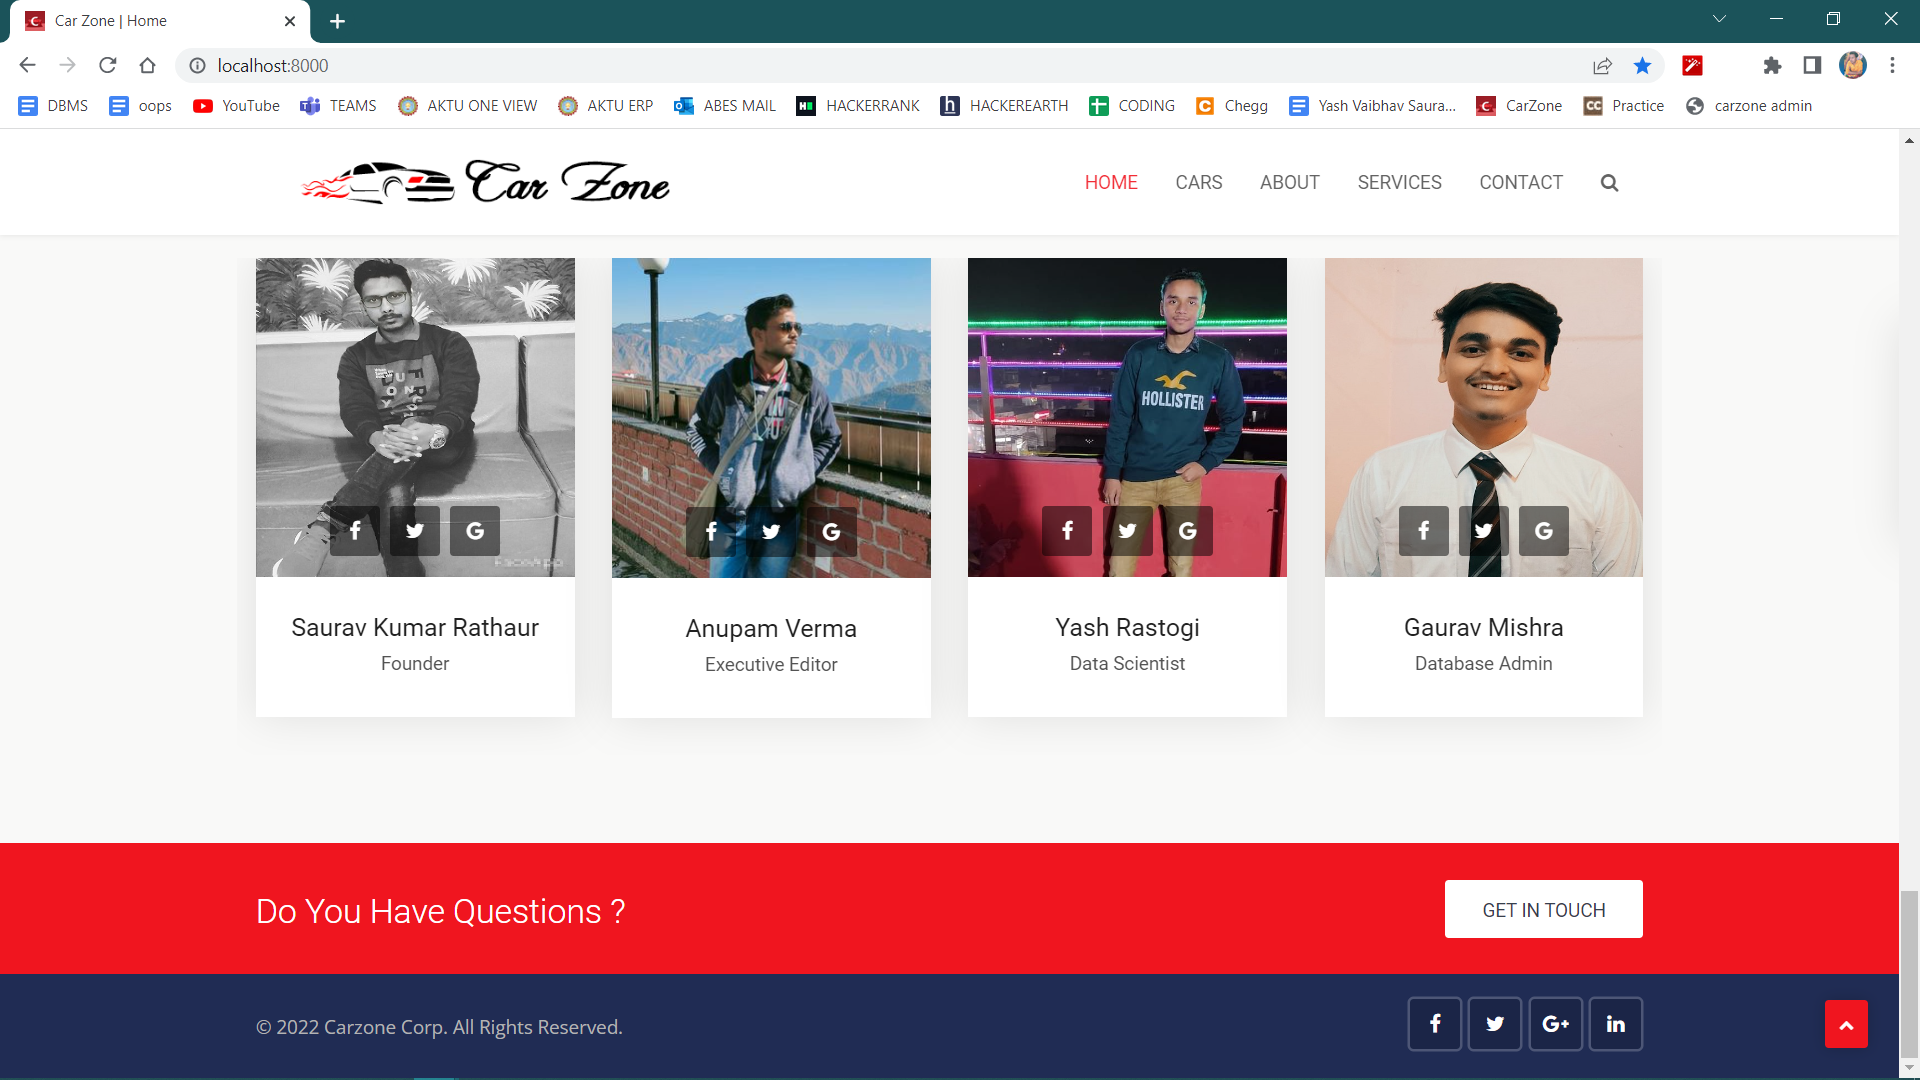 Car Zone | Home
localhost:8000
DBMS oops YouTube TEAMS AKTU ONE VIEW AKTU ERP ABES MAIL HACKERRANK HACKEREARTH CODING Chegg Yash Vaibhav Saura... CarZone Practice carzone admin
Car Zone HOME CARS ABOUT SERVICES CONTACT
HOLLISTER
Saurav Kumar Rathaur
Founder
Anupam Verma
Executive Editor
Yash Rastogi
Data Scientist
Gaurav Mishra
Database Admin
Do You Have Questions ?
GET IN TOUCH
© 2022 Carzone Corp. All Rights Reserved.